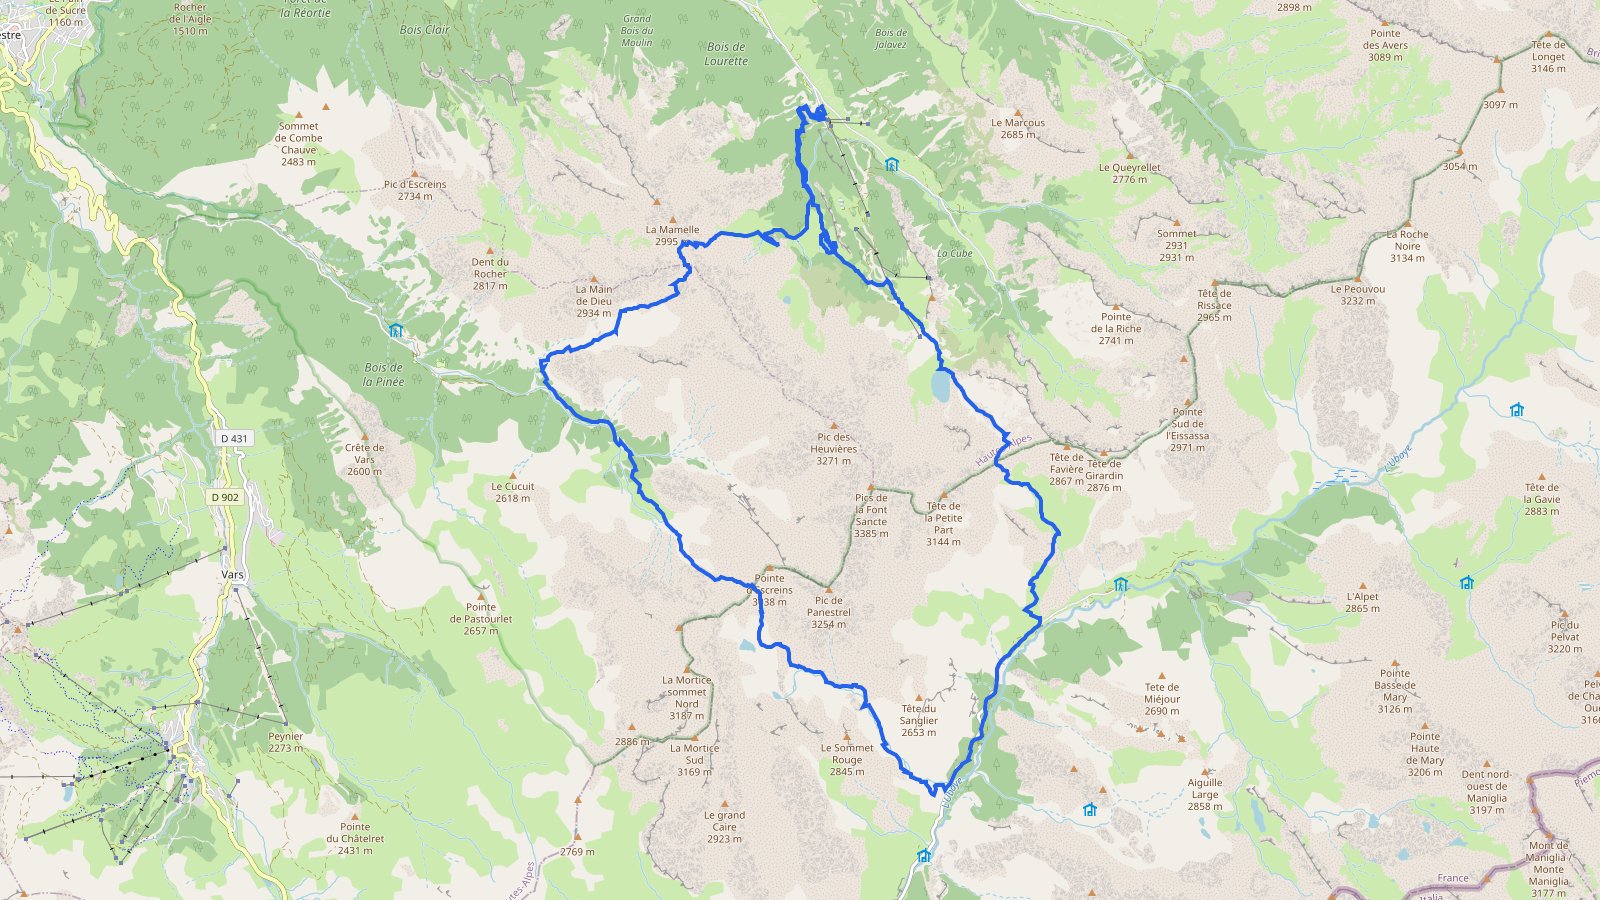 de Sucre
1160 m
estre
Rocher
de l'Aigle
1510 m
la Réortie
Bois Clair
Grand
Bois du
Moulin
Bois de
Lourette
Bois de
Jalavez
2898 m
Pointe
des Avers
3089 m
Tête de
Longet
3146 m
3097 m
3054 m
Sommet
de Combe
Chauve
2483 m
Pic d'Escreins
2734 m
Le Marcous
2685 m
Le Queyrellet
2776 m
La Mamelle
2995
Sommet
2931
2931 m
La Roche
Noire
3134 m
La Cube
Dent du
Rocher
2817 m
La Main
de Dieu
2934 m
Le Peouvou
3232 m
Tête de
Rissace
2965 m
Pointe
de la Riche
2741 m
Bois de
la Pinée
D 431
D 902
Crête de
Vars
2600 m
Le Cucuit
2618 m
Pic des
Heuvières
3271 m
Pointe
Sud de
l'Eissassa
2971 m
Tête de
Favière
2867 m
Tête de
Girardin
2876 m
L'Ubaye
Tête de
la Gavie
2883 m
Pics de
la Font
Sancte
3385 m
Tête de
la Petite
Part
3144 m
Vars
Pointe
de Pastourlet
2657 m
Pointe
d'Escreins
3038 m
Pic de
Panestrel
3254 m
L'Alpet
2865 m
Pic du
Pelvat
3220 m
La Mortice
sommet
Nord
3187 m
Tête du
Sanglier
2653 m
Tete de
Miéjour
2690 m
Pointe
Basse de
Mary
3126 m
Peynier
2273 m
2886 m
La Mortice
Sud
3169 m
Le Sommet
Rouge
2845 m
L'Ubaye
Pointe
Haute
de Mary
3206 m
Aiguille
Large
2858 m
Dent nord-
ouest de
Maniglia
3197 m
Le grand
Caire
2923 m
Pointe
du Châtelret
2431 m
2769 m
Mont de
Maniglia /
Monte
Maniglia
3177 m
France
Italia